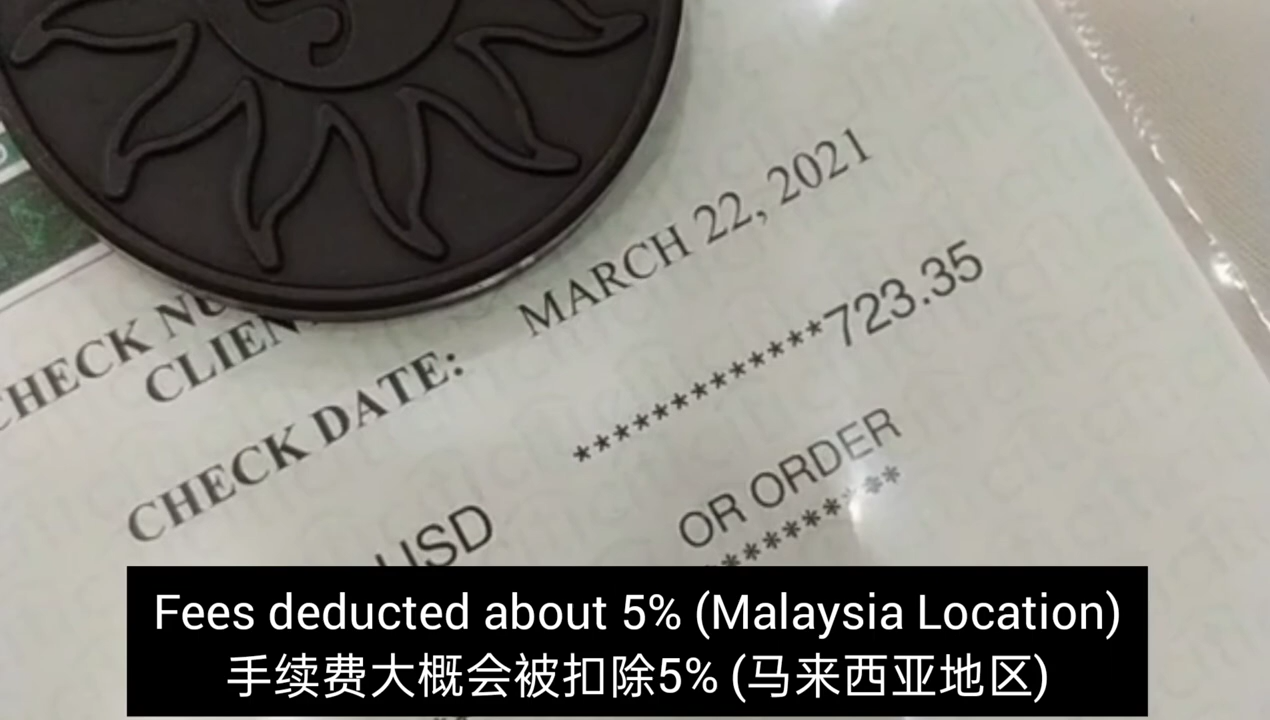 CHECK
CLIEN
CHECK DATE: MARCH 22, 2021
************723.35
USD
OR ORDER
Fees deducted about 5% (Malaysia Location)
手续费大概会被扣除5% (马来西亚地区)